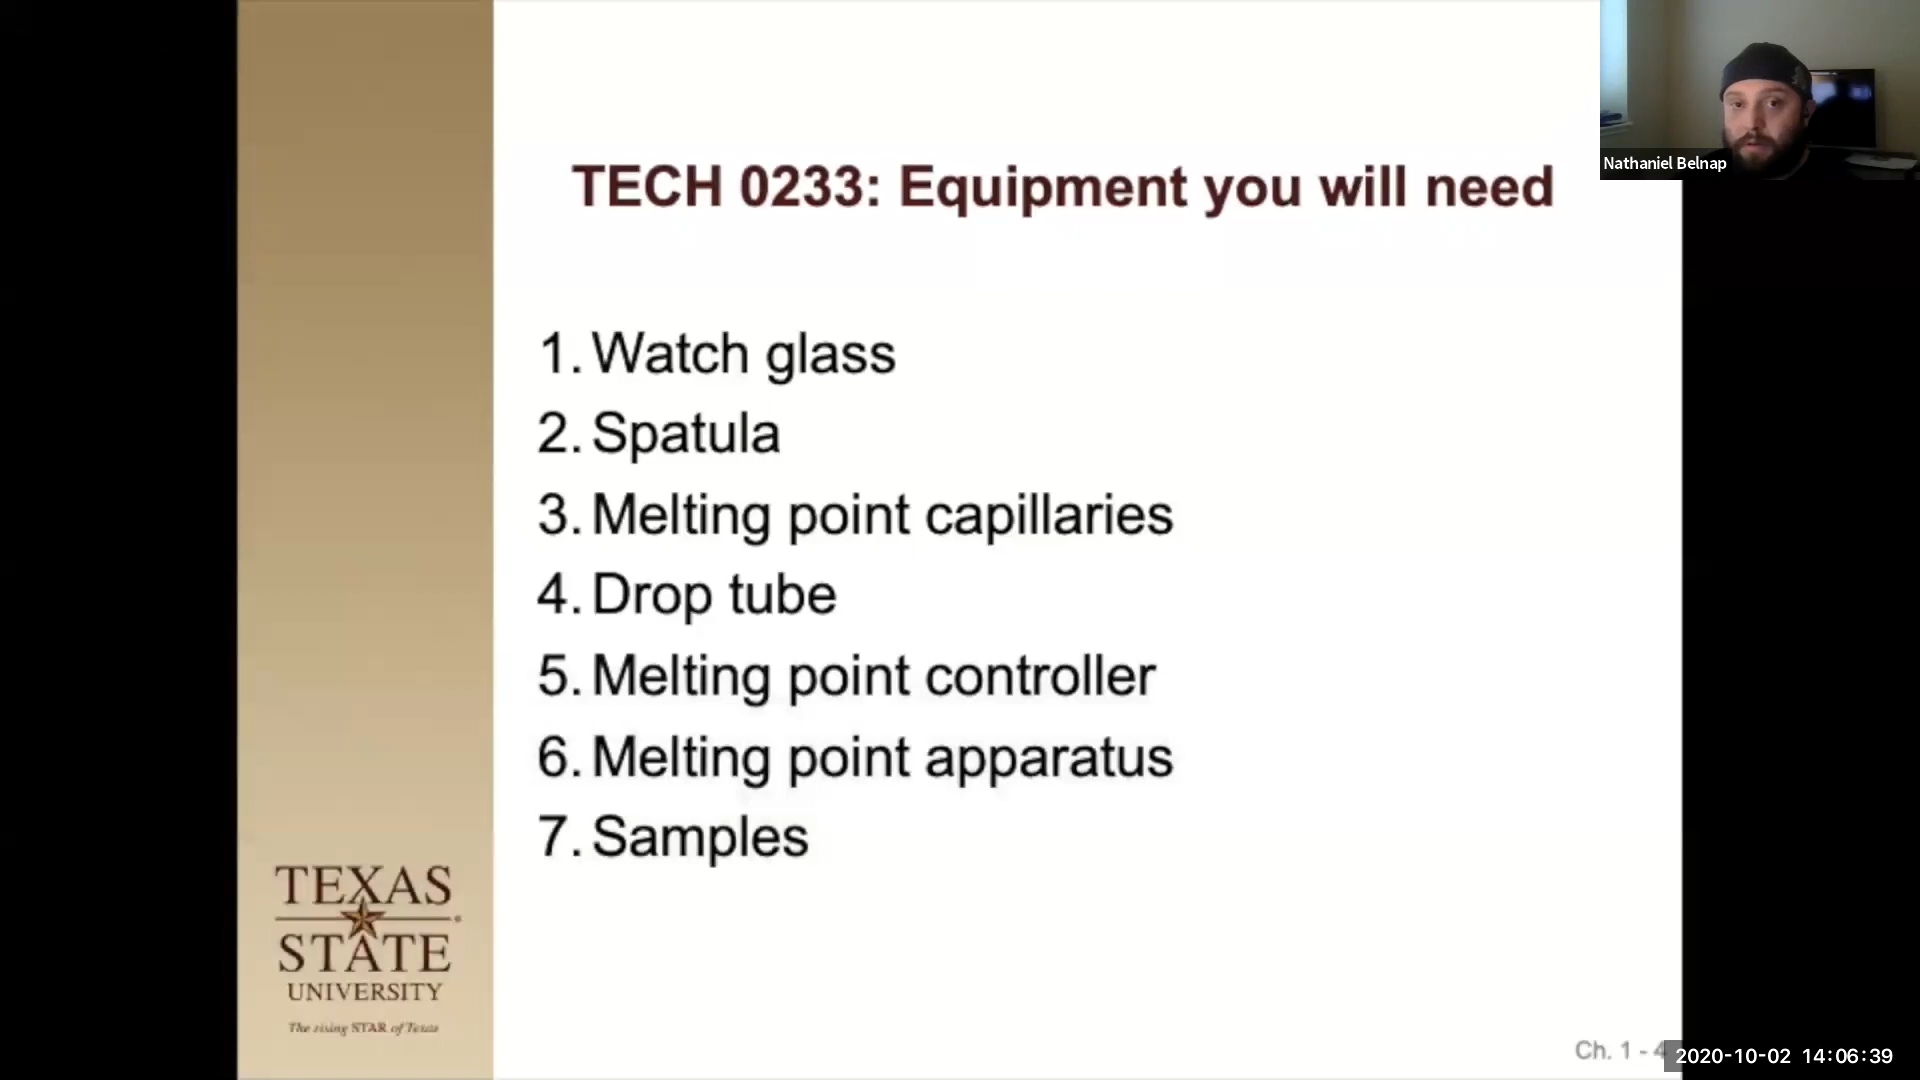 TECH 0233: Equipment you will need
Nathaniel Belnap
1. Watch glass
2. Spatula
3. Melting point capillaries
4. Drop tube
5. Melting point controller
6. Melting point apparatus
7. Samples
TEXAS
STATE
UNIVERSITY
The rising STAR of Texas
Ch. 1 - 4
2020-10-02 14:06:39